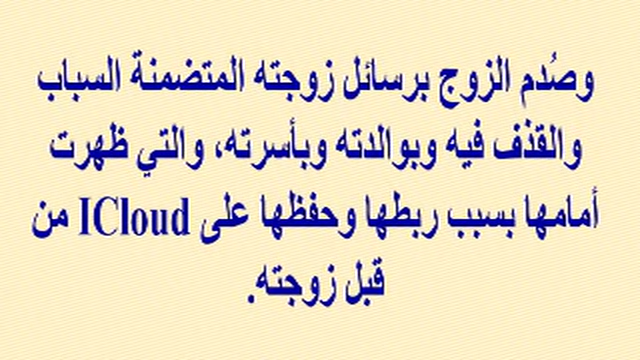 وصُدم الزوج برسائل زوجته المتضمنة السباب
والقذف فيه وبوالدته وبأسرته، والتي ظهرت
أمامها بسبب ربطها وحفظها على ICloud من
قبل زوجته.